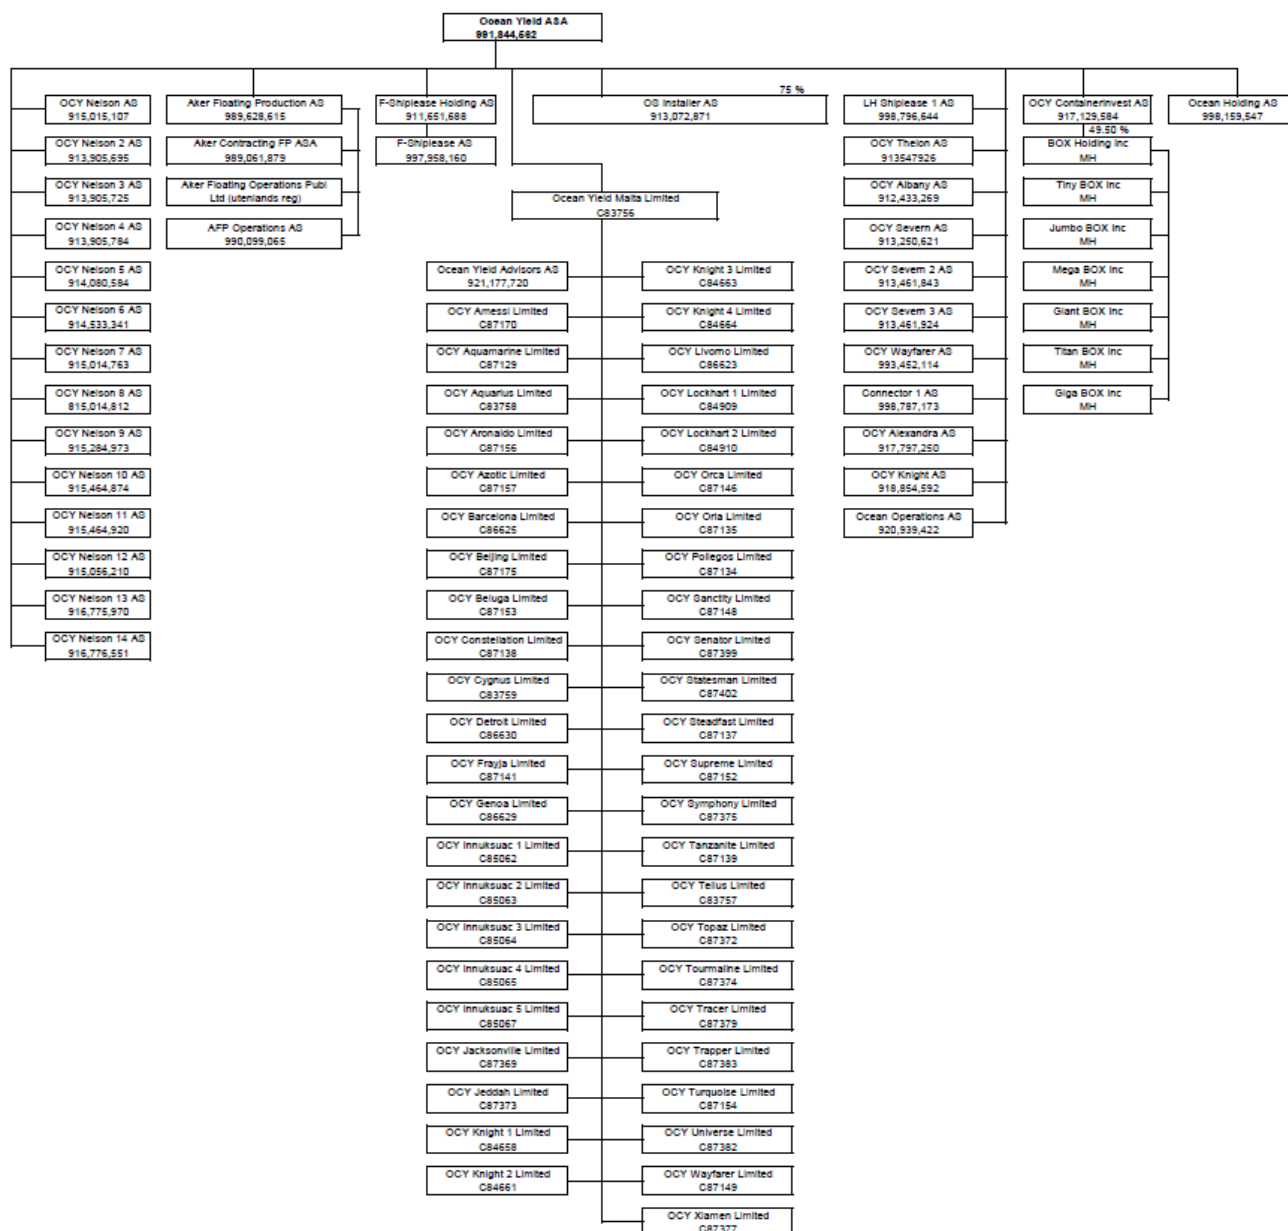 Ocean Yield ASA
991,844,562
OCY Nelson AS
915,015,107
OCY Nelson 2 AS
913,905,695
OCY Nelson 3 AS
913,905,725
OCY Nelson 4 AS
913,905,784
OCY Nelson 5 AS
914,080,584
OCY Nelson 6 AS
914,533,341
OCY Nelson 7 AS
915,014,763
OCY Nelson 8 AS
815,014,812
OCY Nelson 9 AS
915,284,973
OCY Nelson 10 AS
915,464,874
OCY Nelson 11 AS
915,464,920
OCY Nelson 12 AS
915,056,210
OCY Nelson 13 AS
916,775,970
OCY Nelson 14 AS
916,776,551
Aker Floating Production AS
989,628,615
Aker Contracting FP ASA
989,061,879
Aker Floating Operations Publ
Ltd (utenlands reg)
AFP Operations AS
990,099,065
F-Shiplease Holding AS
911,651,688
F-Shiplease AS
997,958,160
75 %
OS Installer AS
913,072,871
Ocean Yield Malta Limited
C83756
Ocean Yield Advisors AS
921,177,720
OCY Amessi Limited
C87170
OCY Aquamarine Limited
C87129
OCY Aquarius Limited
C83758
OCY Aronaldo Limited
C87156
OCY Azotic Limited
C87157
OCY Barcelona Limited
C86625
OCY Beijing Limited
C87175
OCY Beluga Limited
C87153
OCY Constellation Limited
C87138
OCY Cygnus Limited
C83759
OCY Detroit Limited
C86630
OCY Frayja Limited
C87141
OCY Genoa Limited
C86629
OCY Innuksuac 1 Limited
C85062
OCY Innuksuac 2 Limited
C85063
OCY Innuksuac 3 Limited
C85064
OCY Innuksuac 4 Limited
C85065
OCY Innuksuac 5 Limited
C85067
OCY Jacksonville Limited
C87369
OCY Jeddah Limited
C87373
OCY Knight 1 Limited
C84658
OCY Knight 2 Limited
C84661
OCY Knight 3 Limited
C84663
OCY Knight 4 Limited
C84664
OCY Livorno Limited
C86623
OCY Lockhart 1 Limited
C84909
OCY Lockhart 2 Limited
C84910
OCY Orca Limited
C87146
OCY Oria Limited
C87135
OCY Poliegos Limited
C87134
OCY Sanctity Limited
C87148
OCY Senator Limited
C87399
OCY Statesman Limited
C87402
OCY Steadfast Limited
C87137
OCY Supreme Limited
C87152
OCY Symphony Limited
C87375
OCY Tanzanite Limited
C87139
OCY Tellus Limited
C83757
OCY Topaz Limited
C87372
OCY Tourmaline Limited
C87374
OCY Tracer Limited
C87379
OCY Trapper Limited
C87383
OCY Turquoise Limited
C87154
OCY Universe Limited
C87382
OCY Wayfarer Limited
C87149
OCY Xiamen Limited
C87377
LH Shiplease 1 AS
998,796,644
OCY Thelon AS
913547926
OCY Albany AS
912,433,269
OCY Severn AS
913,250,621
OCY Severn 2 AS
913,461,843
OCY Severn 3 AS
913,461,924
OCY Wayfarer AS
993,452,114
Connector 1 AS
998,787,173
OCY Alexandra AS
917,797,250
OCY Knight AS
918,854,592
Ocean Operations AS
920,939,422
OCY Containerinvest AS
917,129,584
49.50 %
BOX Holding Inc
MH
Tiny BOX Inc
MH
Jumbo BOX Inc
MH
Mega BOX Inc
MH
Giant BOX Inc
MH
Titan BOX Inc
MH
Giga BOX Inc
MH
Ocean Holding AS
998,159,547